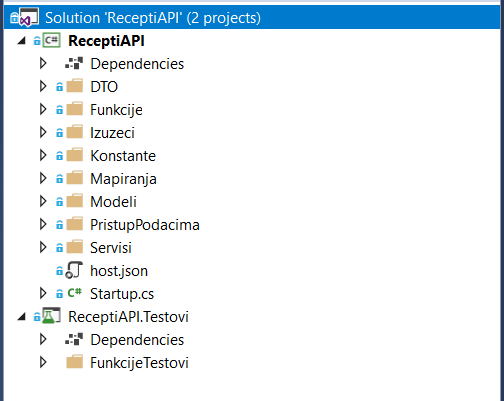 Solution 'ReceptiAPI' (2 projects)
C# ReceptiAPI
Dependencies
DTO
Funkcije
Izuzeci
Konstante
Mapiranja
Modeli
PristupPodacima
Servisi
host.json
C# Startup.cs
ReceptiAPI.Testovi
Dependencies
FunkcijeTestovi